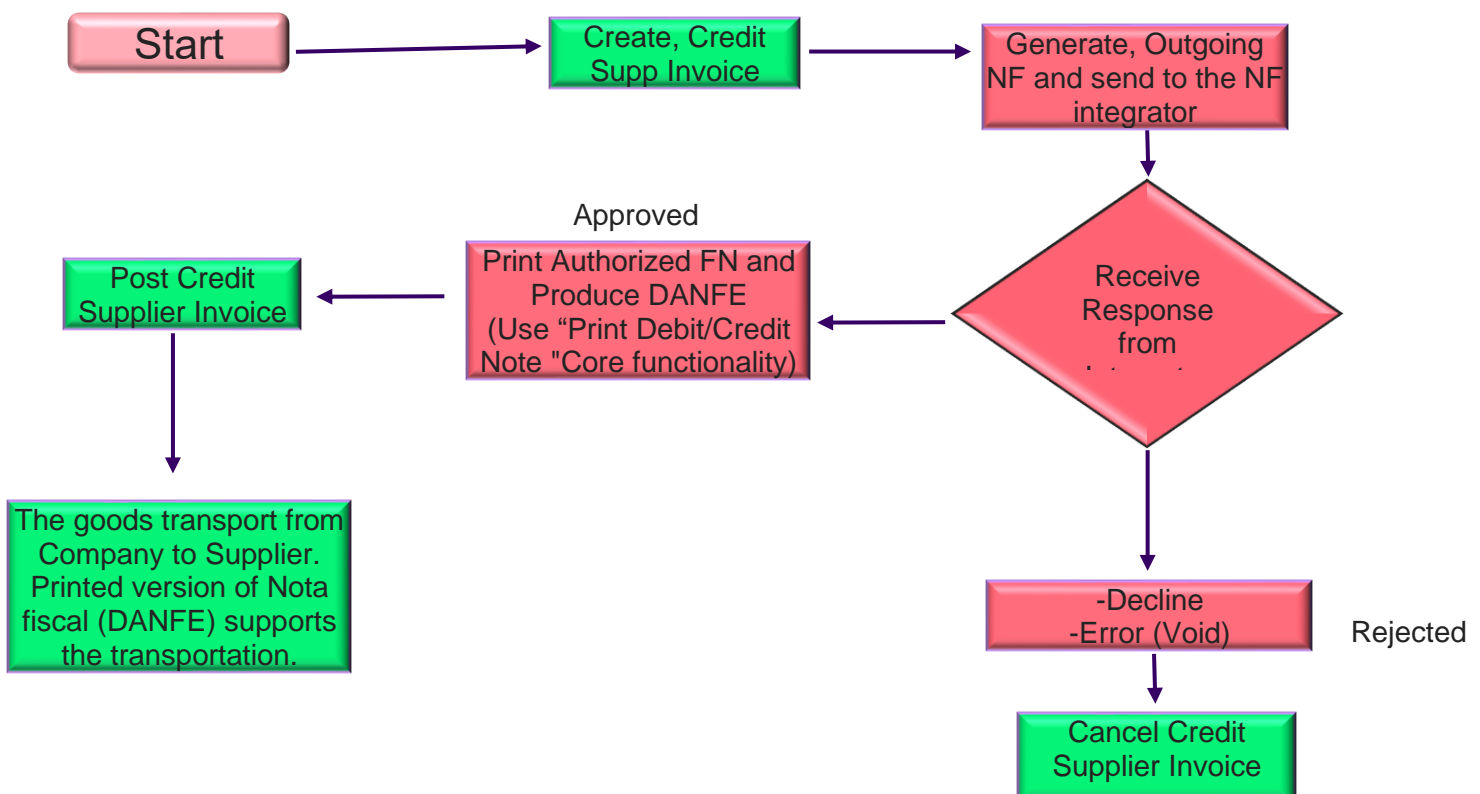 Start
Create, Credit
Supp Invoice
Generate, Outgoing
NF and send to the NF
integrator
Approved
Print Authorized FN and
Produce DANFE
(Use “Print Debit/Credit
Note "Core functionality)
Post Credit
Supplier Invoice
Receive
Response
from
The goods transport from
Company to Supplier.
Printed version of Nota
fiscal (DANFE) supports
the transportation.
-Decline
-Error (Void)
Rejected
Cancel Credit
Supplier Invoice